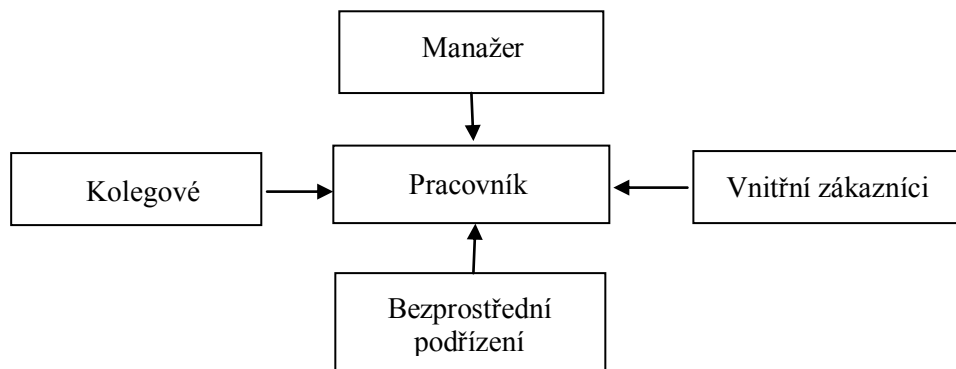 Manažer
Kolegové
Pracovník
Vnitřní zákazníci
Bezprostřední
podřízení